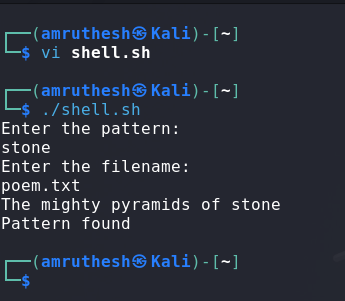 ┌──(amruthesh㉿Kali)-[~]
└─$ vi shell.sh
┌──(amruthesh㉿Kali)-[~]
└─$ ./shell.sh
Enter the pattern:
stone
Enter the filename:
poem.txt
The mighty pyramids of stone
Pattern found
┌──(amruthesh㉿Kali)-[~]
└─$